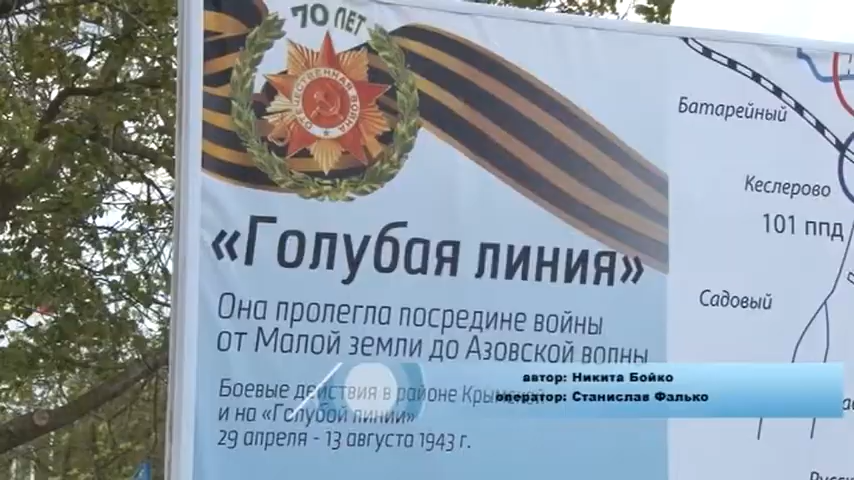 70 ЛЕТ
ОТЕЧЕСТВЕННАЯ ВОЙНА
«Голубая линия»
Она пролегла посредине войны
от Малой земли до Азовской волны
Боевые действия в районе
и на «Голубой линии»
29 апреля - 13 августа 1943 г.
Батарейный
Кеслерово
101 ппд
Садовый
автор: Никита Бойко
оператор: Станислав Фалько